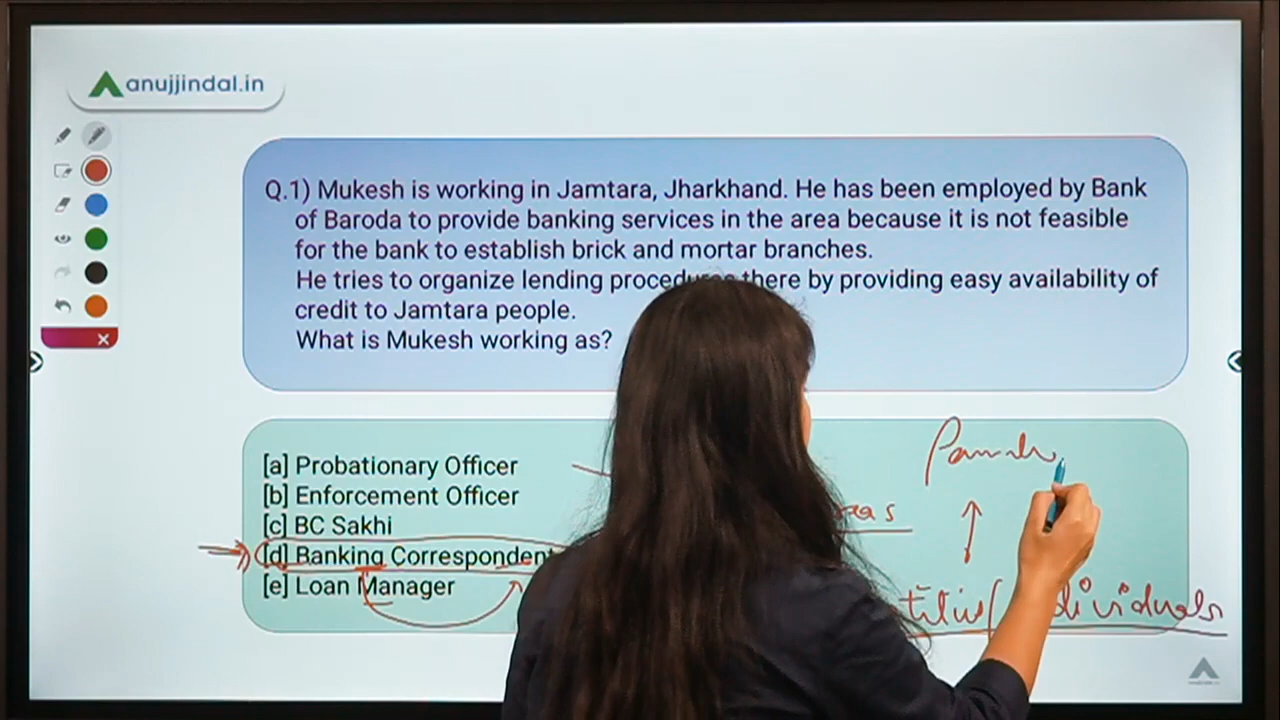 anujjindal.in
Q.1) Mukesh is working in Jamtara, Jharkhand. He has been employed by Bank
of Baroda to provide banking services in the area because it is not feasible
for the bank to establish brick and mortar branches.
He tries to organize lending procedures there by providing easy availability of
credit to Jamtara people.
What is Mukesh working as?
[a] Probationary Officer
[b] Enforcement Officer
[c] BC Sakhi
[d] Banking Correspondent
[e] Loan Manager